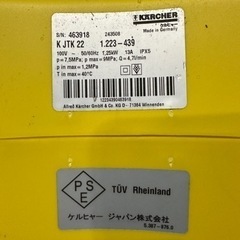 KÄRCHER
Made in Germany
S/N: 463918 243508
K JTK 22 1.223-439
100V ~ 50/60Hz 1,25kW 13A IPX5
p = 7,5MPa p max= 9MPa Q = 4,7l/min
p in max = 1,2MPa
T max = 40°C
Alfred Kärcher GmbH & Co. KG D - 71364 Winnenden
PSE
TÜV Rheinland
ケルヒャー ジャパン株式会社